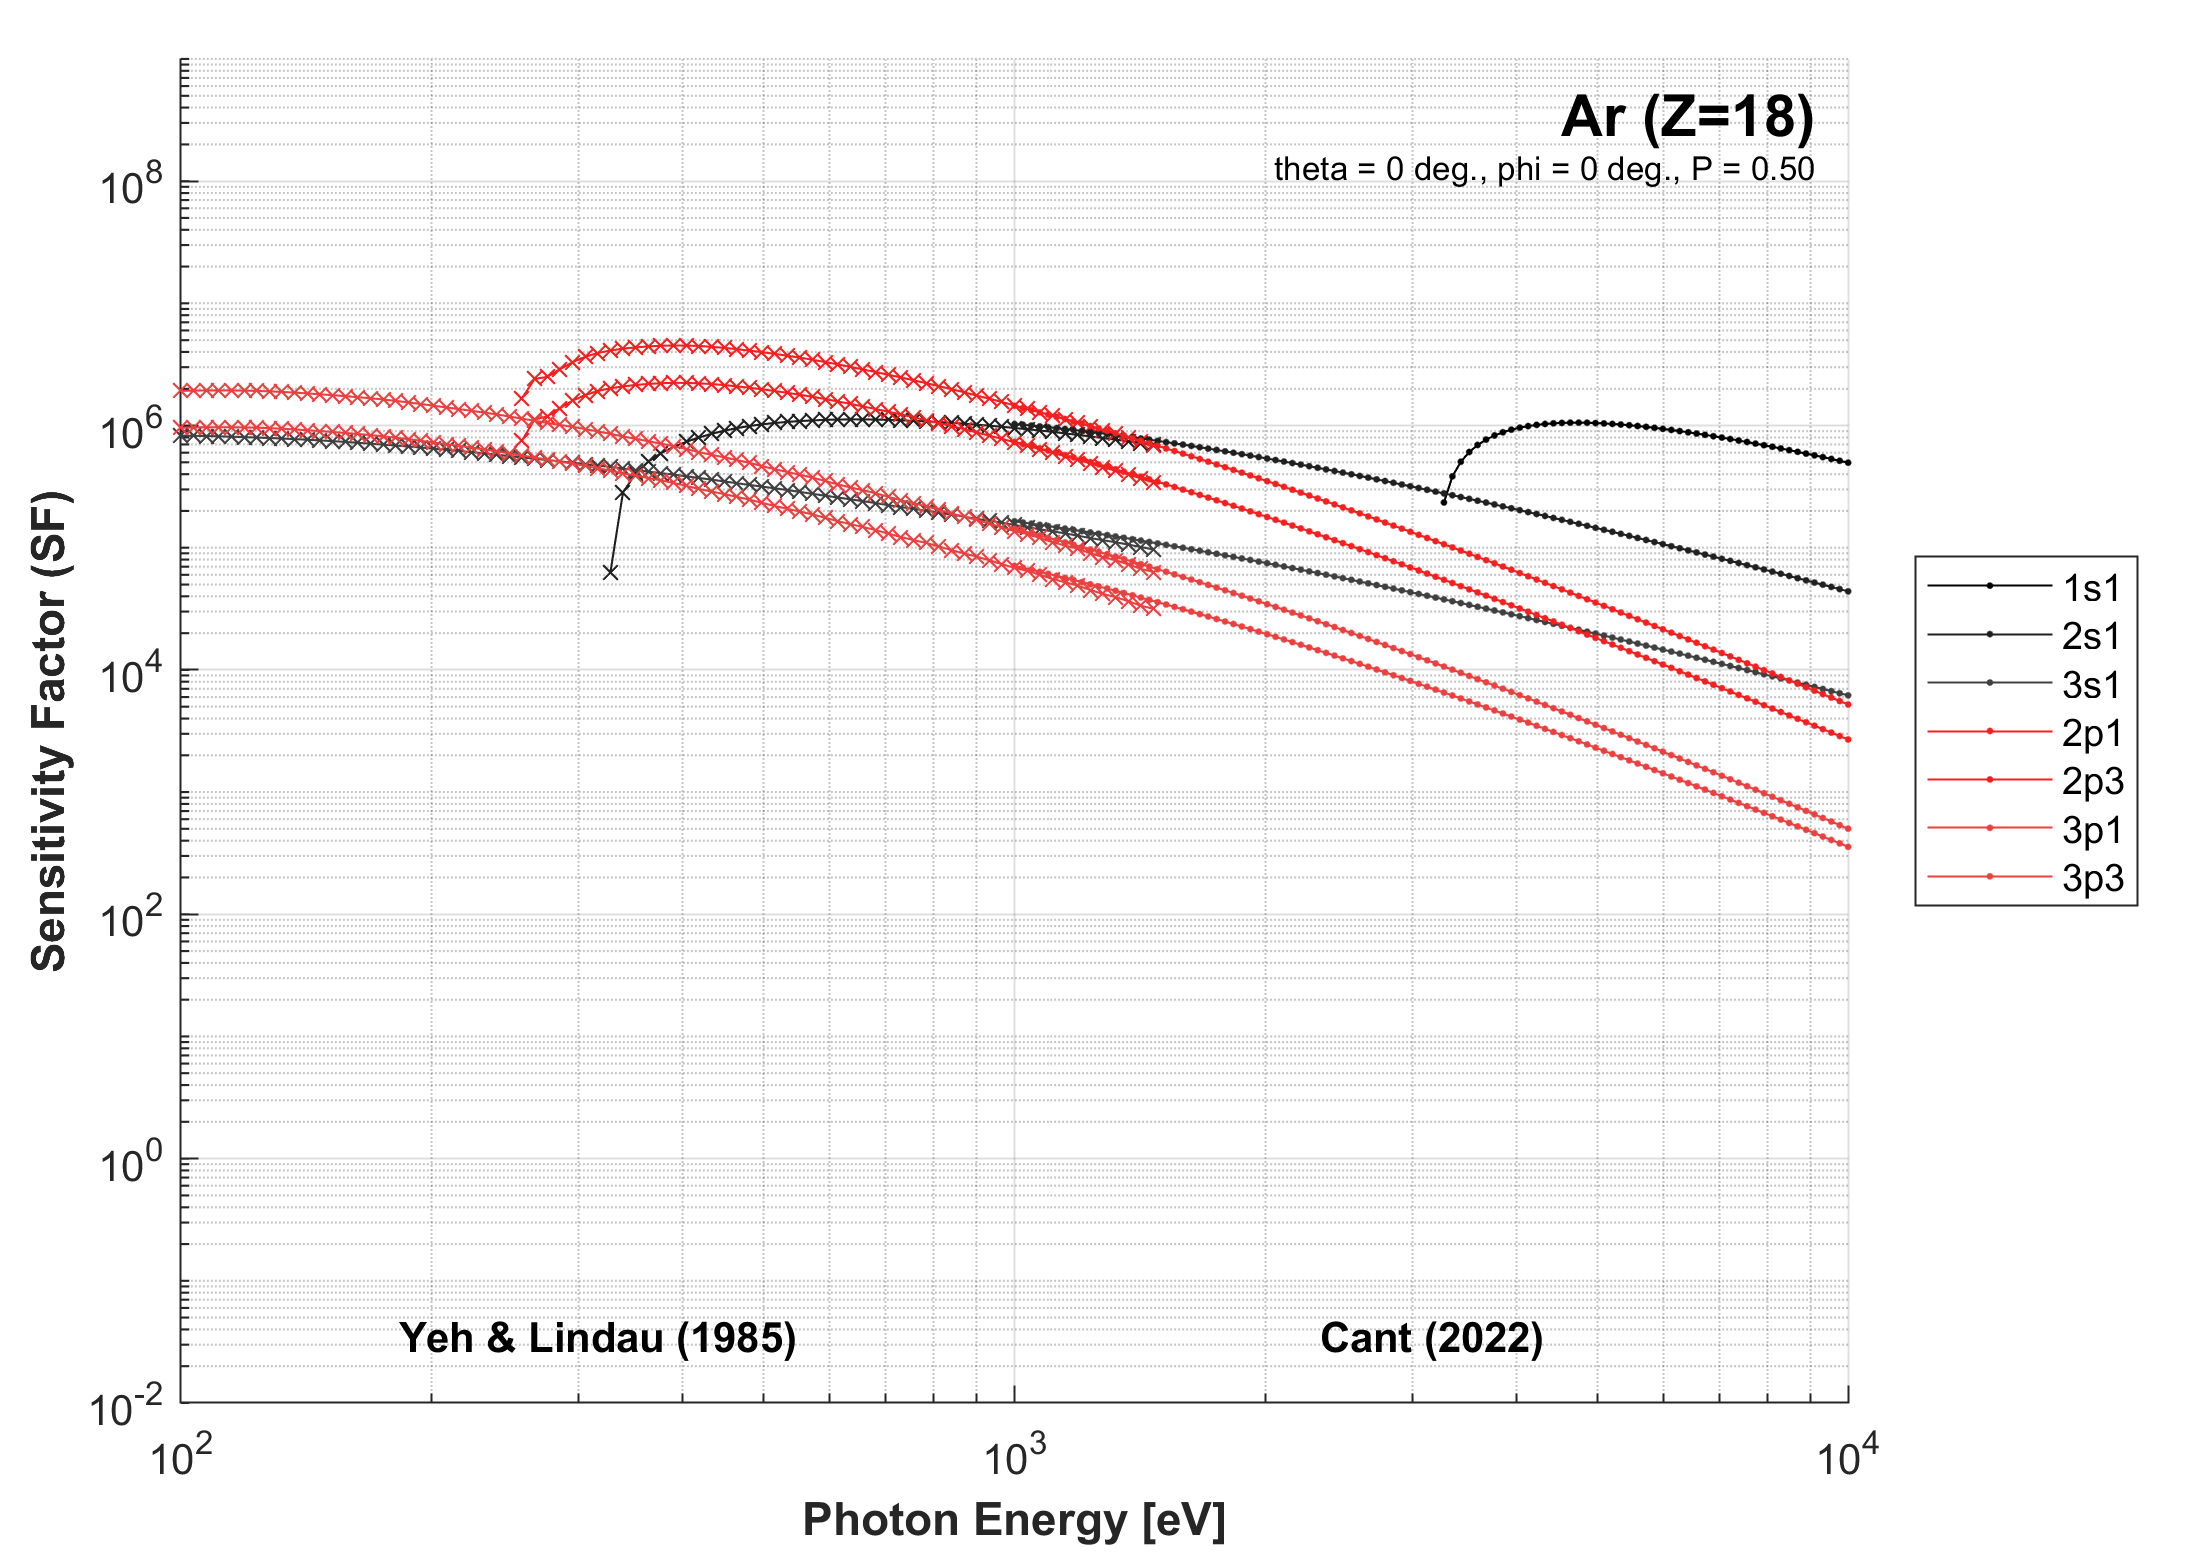 Ar (Z=18)
theta = 0 deg., phi = 0 deg., P = 0.50
10^8
10^6
10^4
10^2
10^0
10^-2
Sensitivity Factor (SF)
1s1
2s1
3s1
2p1
2p3
3p1
3p3
Yeh & Lindau (1985)
Cant (2022)
10^2
10^3
10^4
Photon Energy [eV]